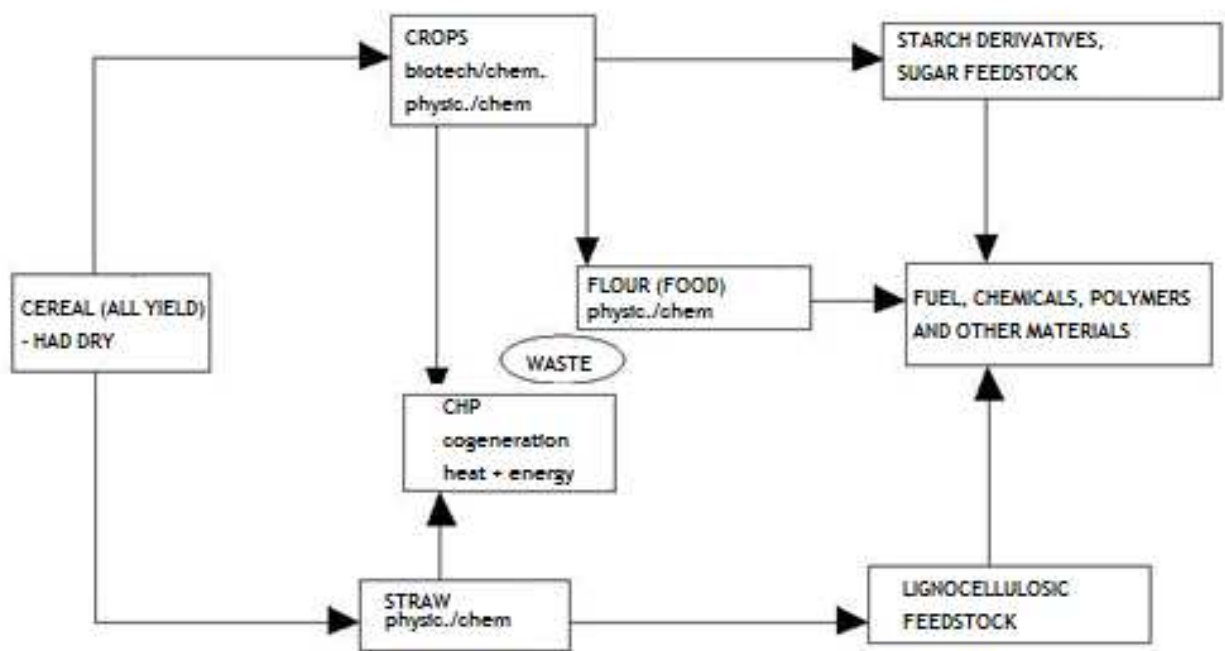 CROPS
biotech/chem.
physic./chem
STARCH DERIVATIVES,
SUGAR FEEDSTOCK
CEREAL (ALL YIELD)
- HAD DRY
FLOUR (FOOD)
physic./chem
FUEL, CHEMICALS, POLYMERS
AND OTHER MATERIALS
WASTE
CHP
cogeneration
heat + energy
STRAW
physic./chem
LIGNOCELLULOSIC
FEEDSTOCK